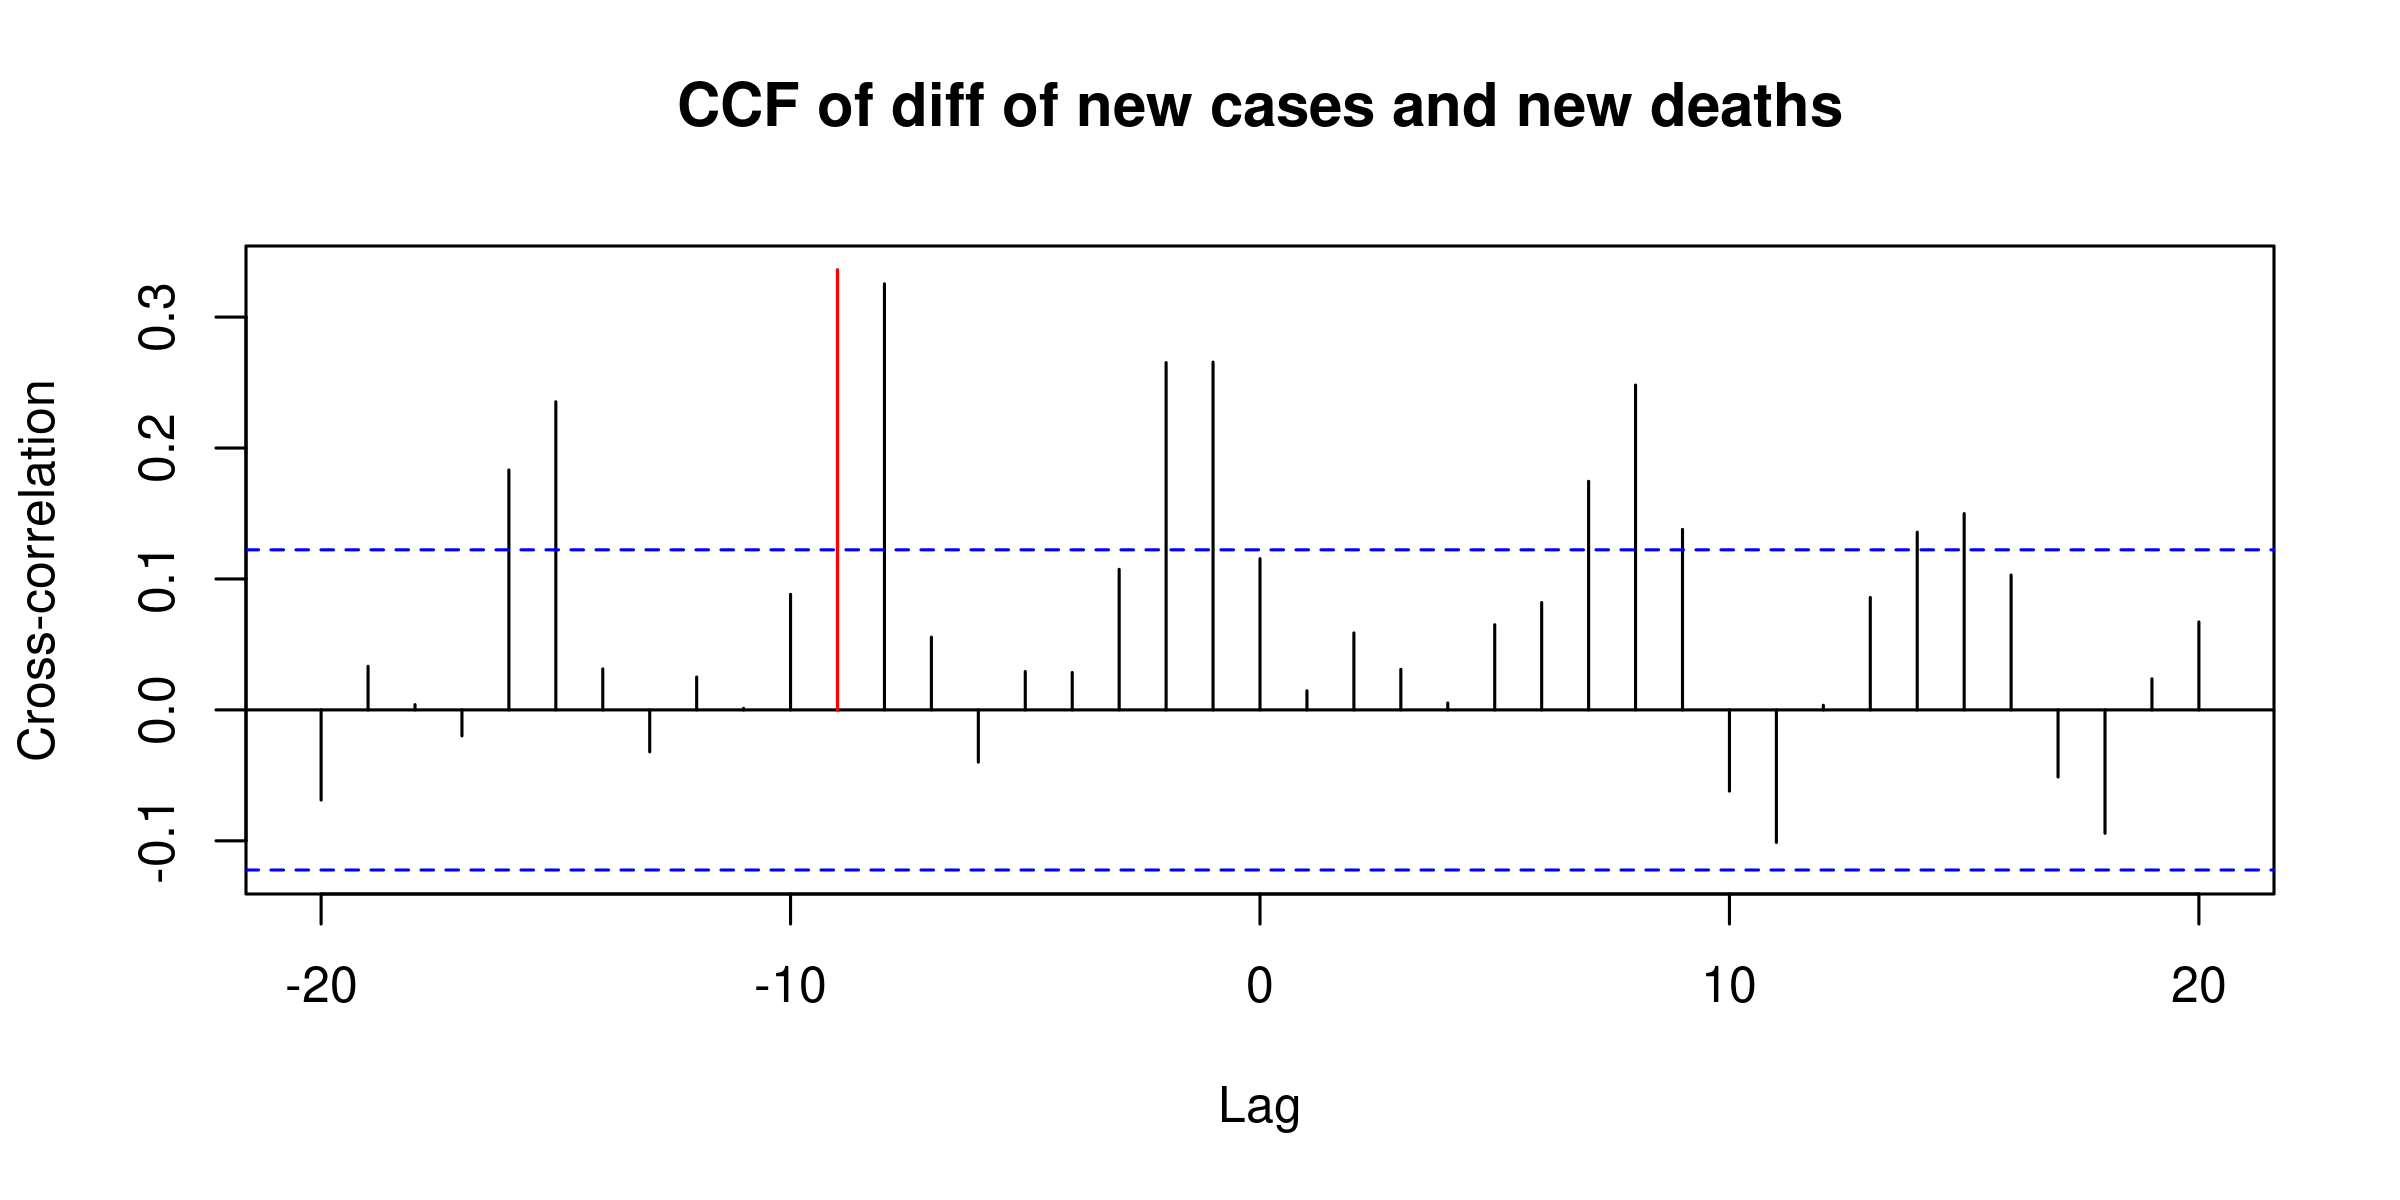 CCF of diff of new cases and new deaths
Cross-correlation
0.3
0.2
0.1
0.0
-0.1
-20 -10 0 10 20
Lag